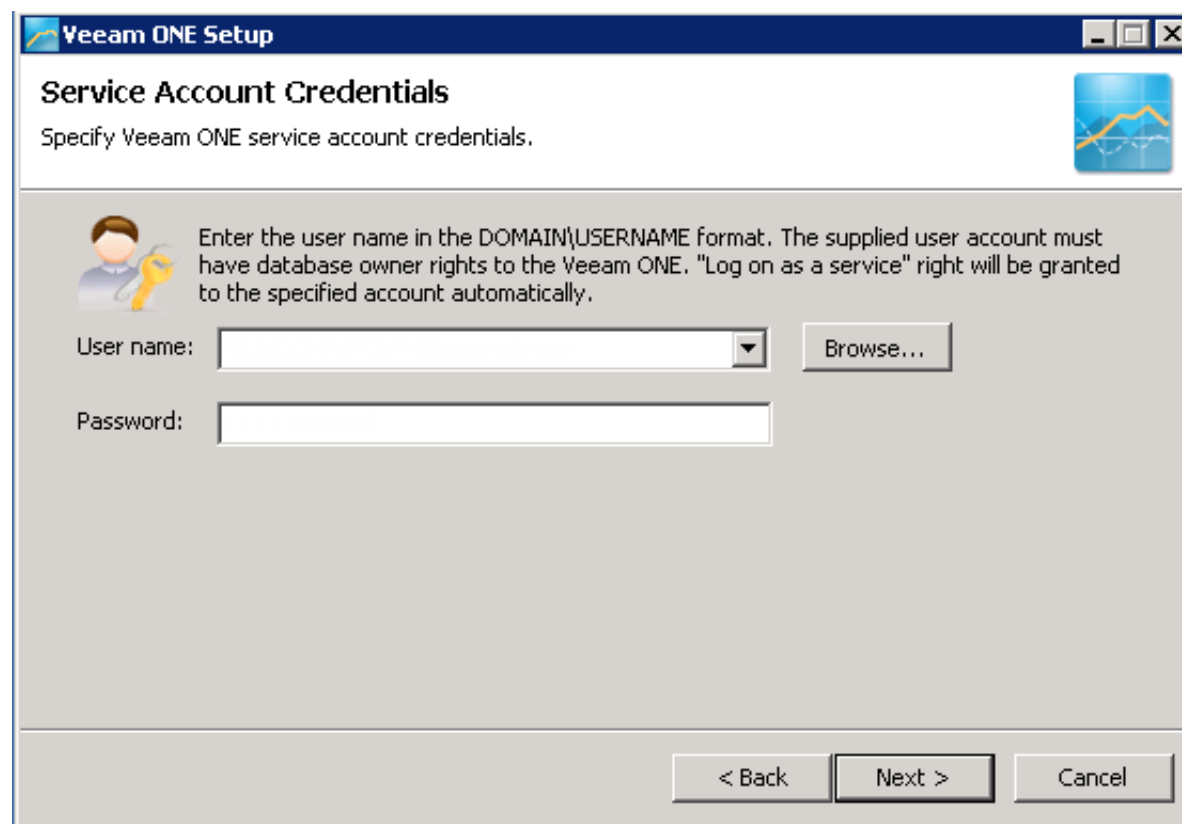 Veeam ONE Setup
Service Account Credentials
Specify Veeam ONE service account credentials.
Enter the user name in the DOMAIN\USERNAME format. The supplied user account must
have database owner rights to the Veeam ONE. "Log on as a service" right will be granted
to the specified account automatically.
User name:
Browse...
Password:
< Back
Next >
Cancel